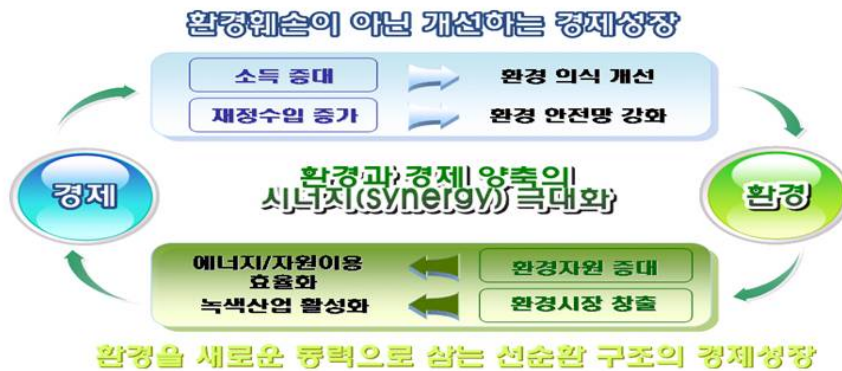 환경훼손이 아닌 개선하는 경제성장
소득 증대 환경 의식 개선
재정수입 증가 환경 안전망 강화
경제
환경과 경제 양축의
시너지(synergy) 극대화
환경
에너지/자원이용
효율화
환경자원 증대
녹색산업 활성화 환경시장 창출
환경을 새로운 동력으로 삼는 선순환 구조의 경제성장